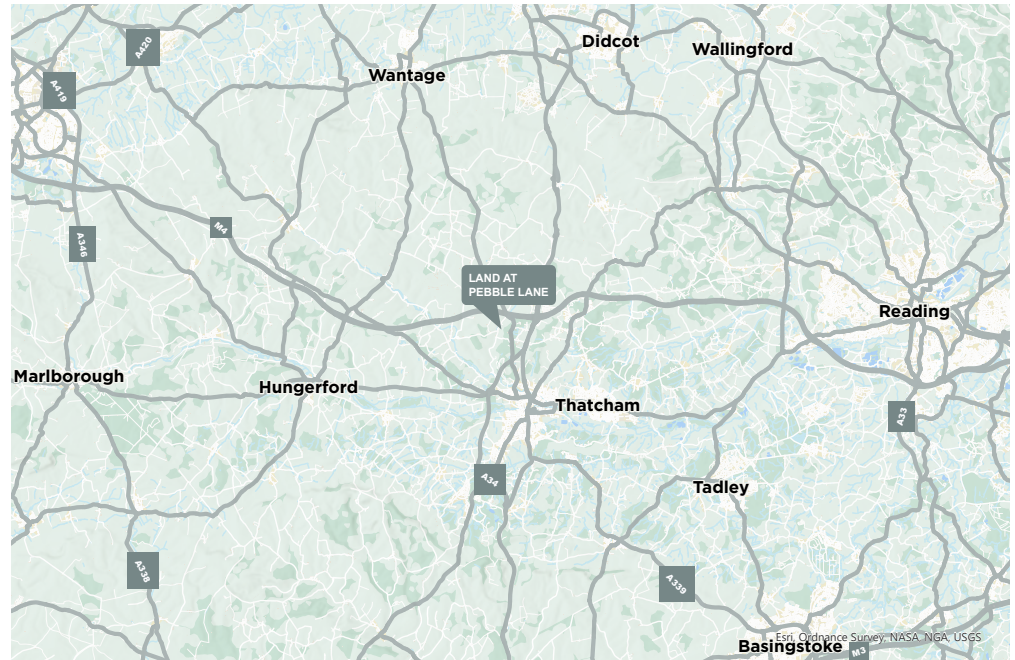 Didcot
A420
Wallingford
Wantage
A419
M4
A346
LAND AT
PEBBLE LANE
Reading
Marlborough
Hungerford
Thatcham
A33
A34
Tadley
A338
A339
Esri, Ordnance Survey, NASA, NGA, USGS
Basingstoke
M3